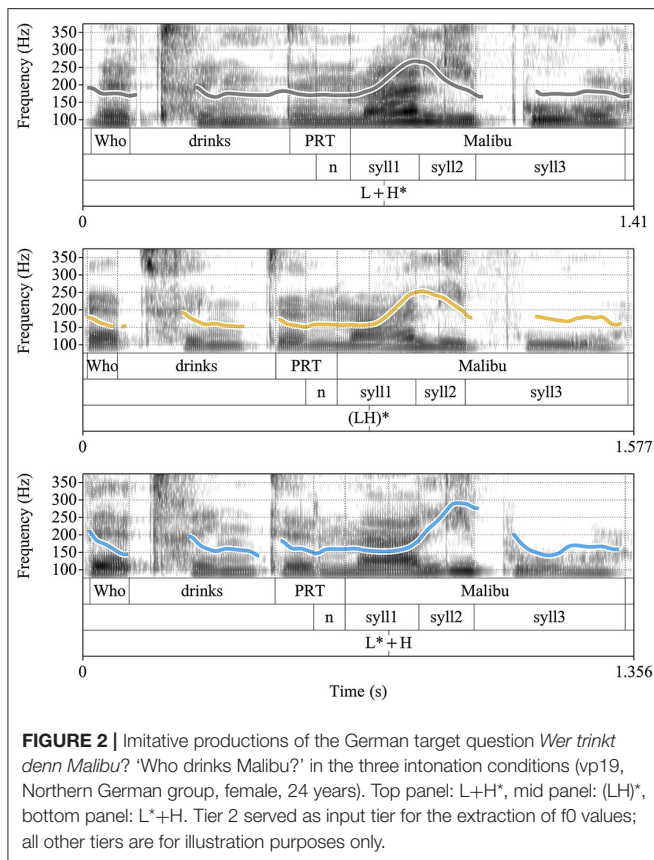 Frequency (Hz)
350
300
250
200
150
100
Who drinks PRT Malibu
n syll1 syll2 syll3
L+H*
0 1.41
Frequency (Hz)
350
300
250
200
150
100
Who drinks PRT Malibu
n syll1 syll2 syll3
(LH)*
0 1.577
Frequency (Hz)
350
300
250
200
150
100
Who drinks PRT Malibu
n syll1 syll2 syll3
L*+H
0 1.356
Time (s)
FIGURE 2 | Imitative productions of the German target question Wer trinkt
denn Malibu? ‘Who drinks Malibu?’ in the three intonation conditions (vp19,
Northern German group, female, 24 years). Top panel: L+H*, mid panel: (LH)*,
bottom panel: L*+H. Tier 2 served as input tier for the extraction of f0 values;
all other tiers are for illustration purposes only.